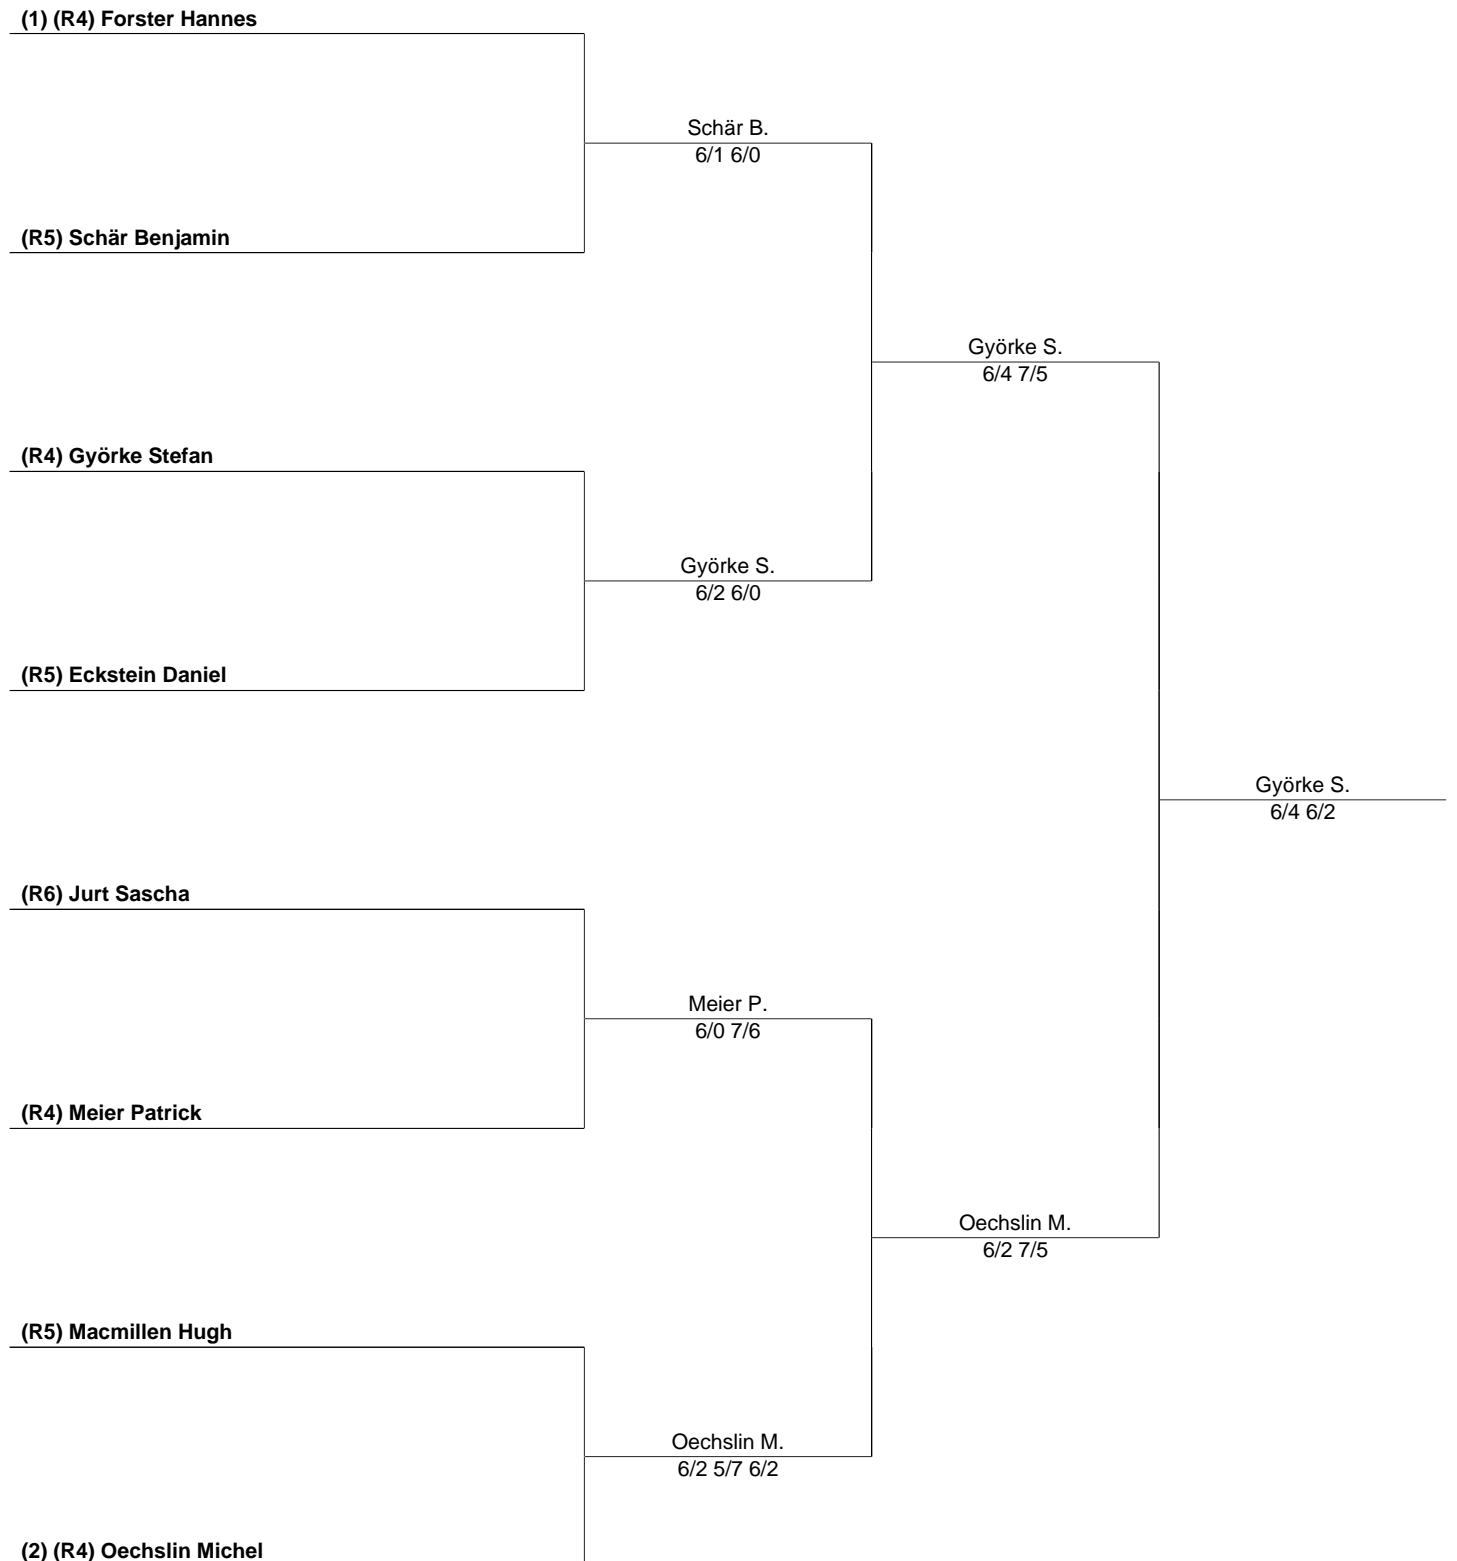 (1) (R4) Forster Hannes
Schär B.
6/1 6/0
(R5) Schär Benjamin
Györke S.
6/4 7/5
(R4) Györke Stefan
Györke S.
6/2 6/0
(R5) Eckstein Daniel
Györke S.
6/4 6/2
(R6) Jurt Sascha
Meier P.
6/0 7/6
(R4) Meier Patrick
Oechslin M.
6/2 7/5
(R5) Macmillen Hugh
Oechslin M.
6/2 5/7 6/2
(2) (R4) Oechslin Michel